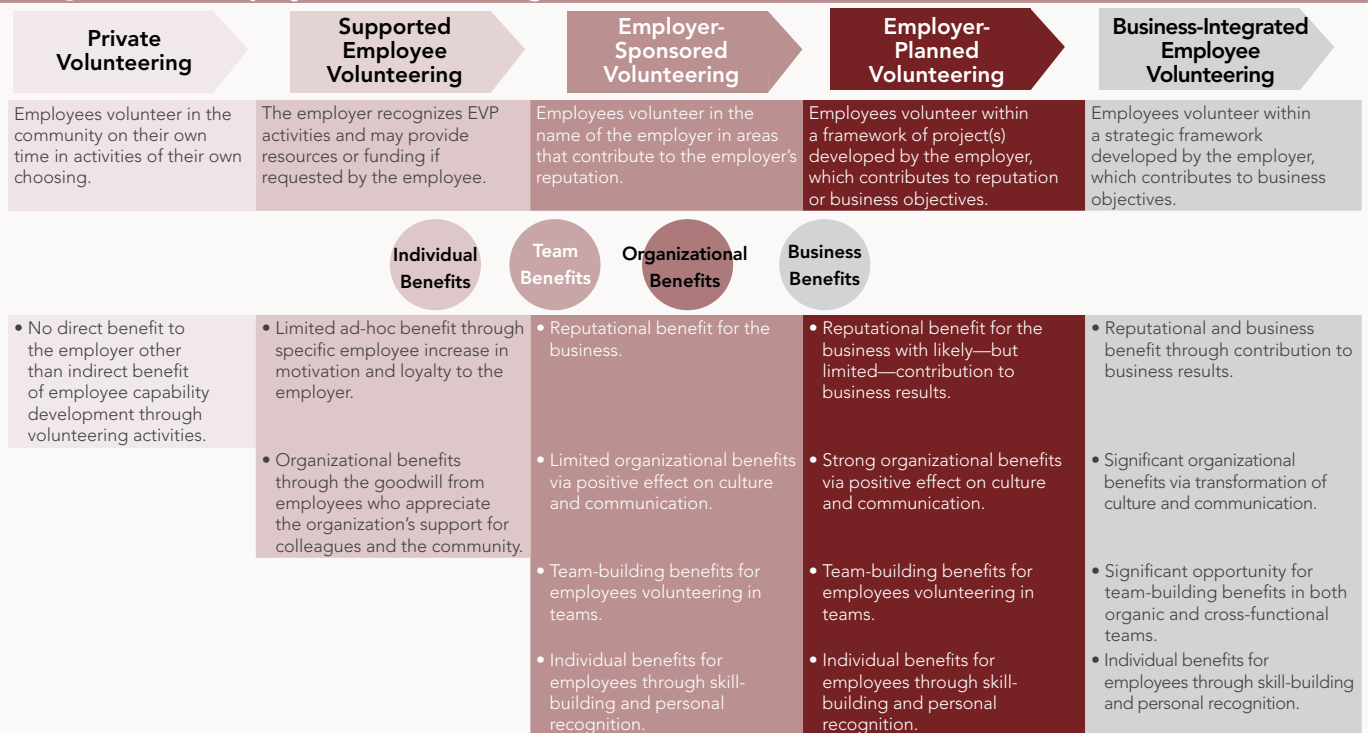 Private
Volunteering
Supported
Employee
Volunteering
Employer-
Sponsored
Volunteering
Employer-
Planned
Volunteering
Business-Integrated
Employee
Volunteering
Employees volunteer in the
community on their own
time in activities of their own
choosing.
The employer recognizes EVP
activities and may provide
resources or funding if
requested by the employee.
Employees volunteer in the
name of the employer in areas
that contribute to the employer's
reputation.
Employees volunteer within
a framework of project(s)
developed by the employer,
which contributes to reputation
or business objectives.
Employees volunteer within
a strategic framework
developed by the employer,
which contributes to business
objectives.
Individual
Benefits
Team
Benefits
Organizational
Benefits
Business
Benefits
• No direct benefit to
the employer other
than indirect benefit
of employee capability
development through
volunteering activities.
• Limited ad-hoc benefit through
specific employee increase in
motivation and loyalty to the
employer.
• Organizational benefits
through the goodwill from
employees who appreciate
the organization's support for
colleagues and the community.
• Reputational benefit for the
business.
• Limited organizational benefits
via positive effect on culture
and communication.
• Team-building benefits for
employees volunteering in
teams.
• Individual benefits for
employees through skill-
building and personal
recognition.
• Reputational benefit for the
business with likely—but
limited—contribution to
business results.
• Strong organizational benefits
via positive effect on culture
and communication.
• Team-building benefits for
employees volunteering in
teams.
• Individual benefits for
employees through skill-
building and personal
recognition.
• Reputational and business
benefit through contribution to
business results.
• Significant organizational
benefits via transformation of
culture and communication.
• Significant opportunity for
team-building benefits in both
organic and cross-functional
teams.
• Individual benefits for
employees through skill-building
and personal recognition.